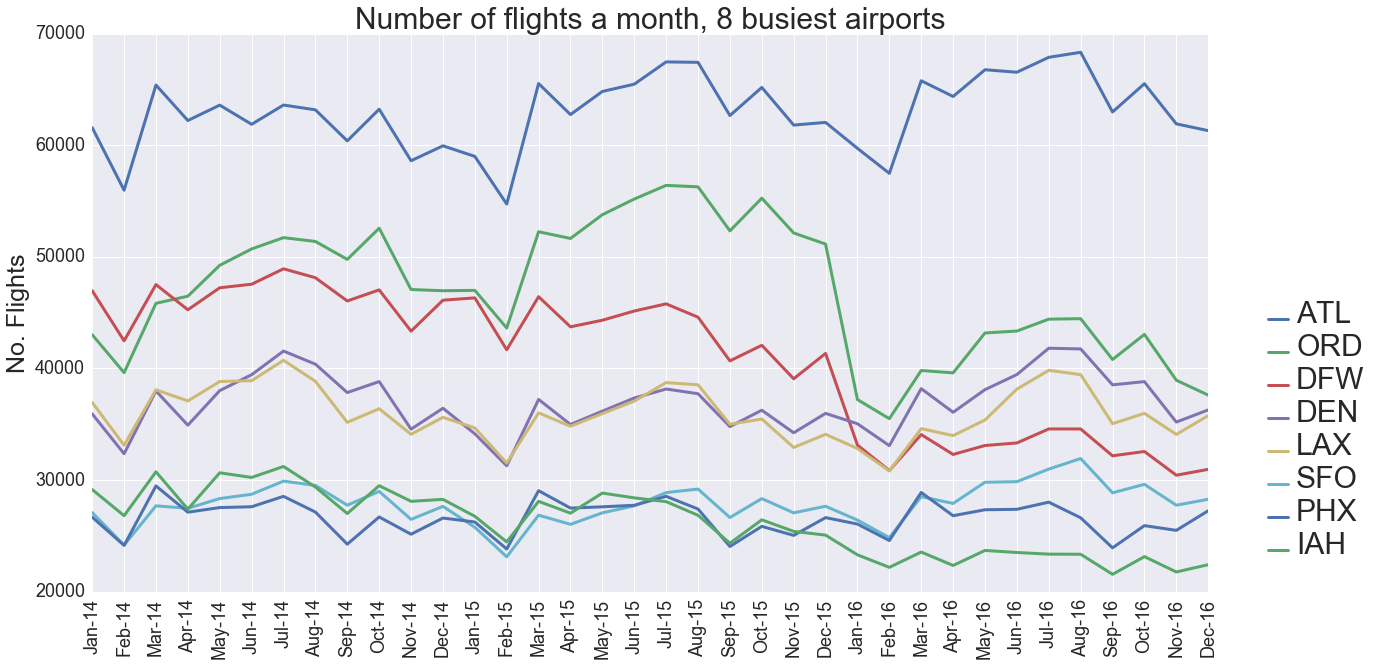 Number of flights a month, 8 busiest airports
70000
60000
50000
40000
30000
20000
No. Flights
Jan-14
Feb-14
Mar-14
Apr-14
May-14
Jun-14
Jul-14
Aug-14
Sep-14
Oct-14
Nov-14
Dec-14
Jan-15
Feb-15
Mar-15
Apr-15
May-15
Jun-15
Jul-15
Aug-15
Sep-15
Oct-15
Nov-15
Dec-15
Jan-16
Feb-16
Mar-16
Apr-16
May-16
Jun-16
Jul-16
Aug-16
Sep-16
Oct-16
Nov-16
Dec-16
ATL
ORD
DFW
DEN
LAX
SFO
PHX
IAH